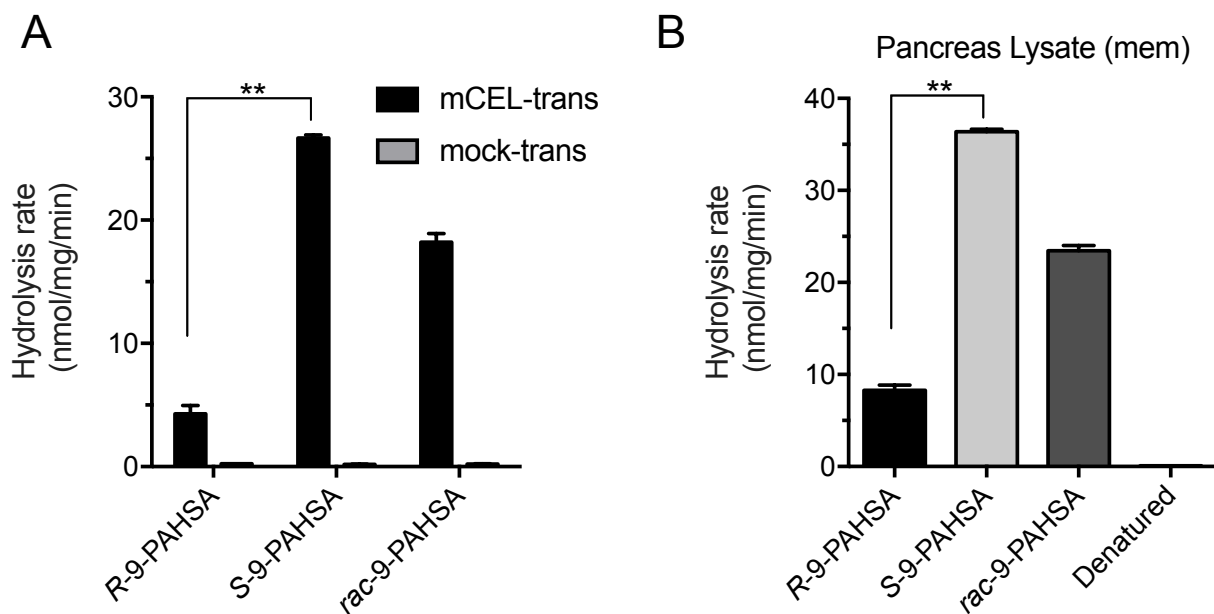 A
**
mCEL-trans
mock-trans
Hydrolysis rate
(nmol/mg/min)
30
20
10
0
R-9-PAHSA
S-9-PAHSA
rac-9-PAHSA
B
Pancreas Lysate (mem)
**
Hydrolysis rate
(nmol/mg/min)
40
30
20
10
0
R-9-PAHSA
S-9-PAHSA
rac-9-PAHSA
Denatured